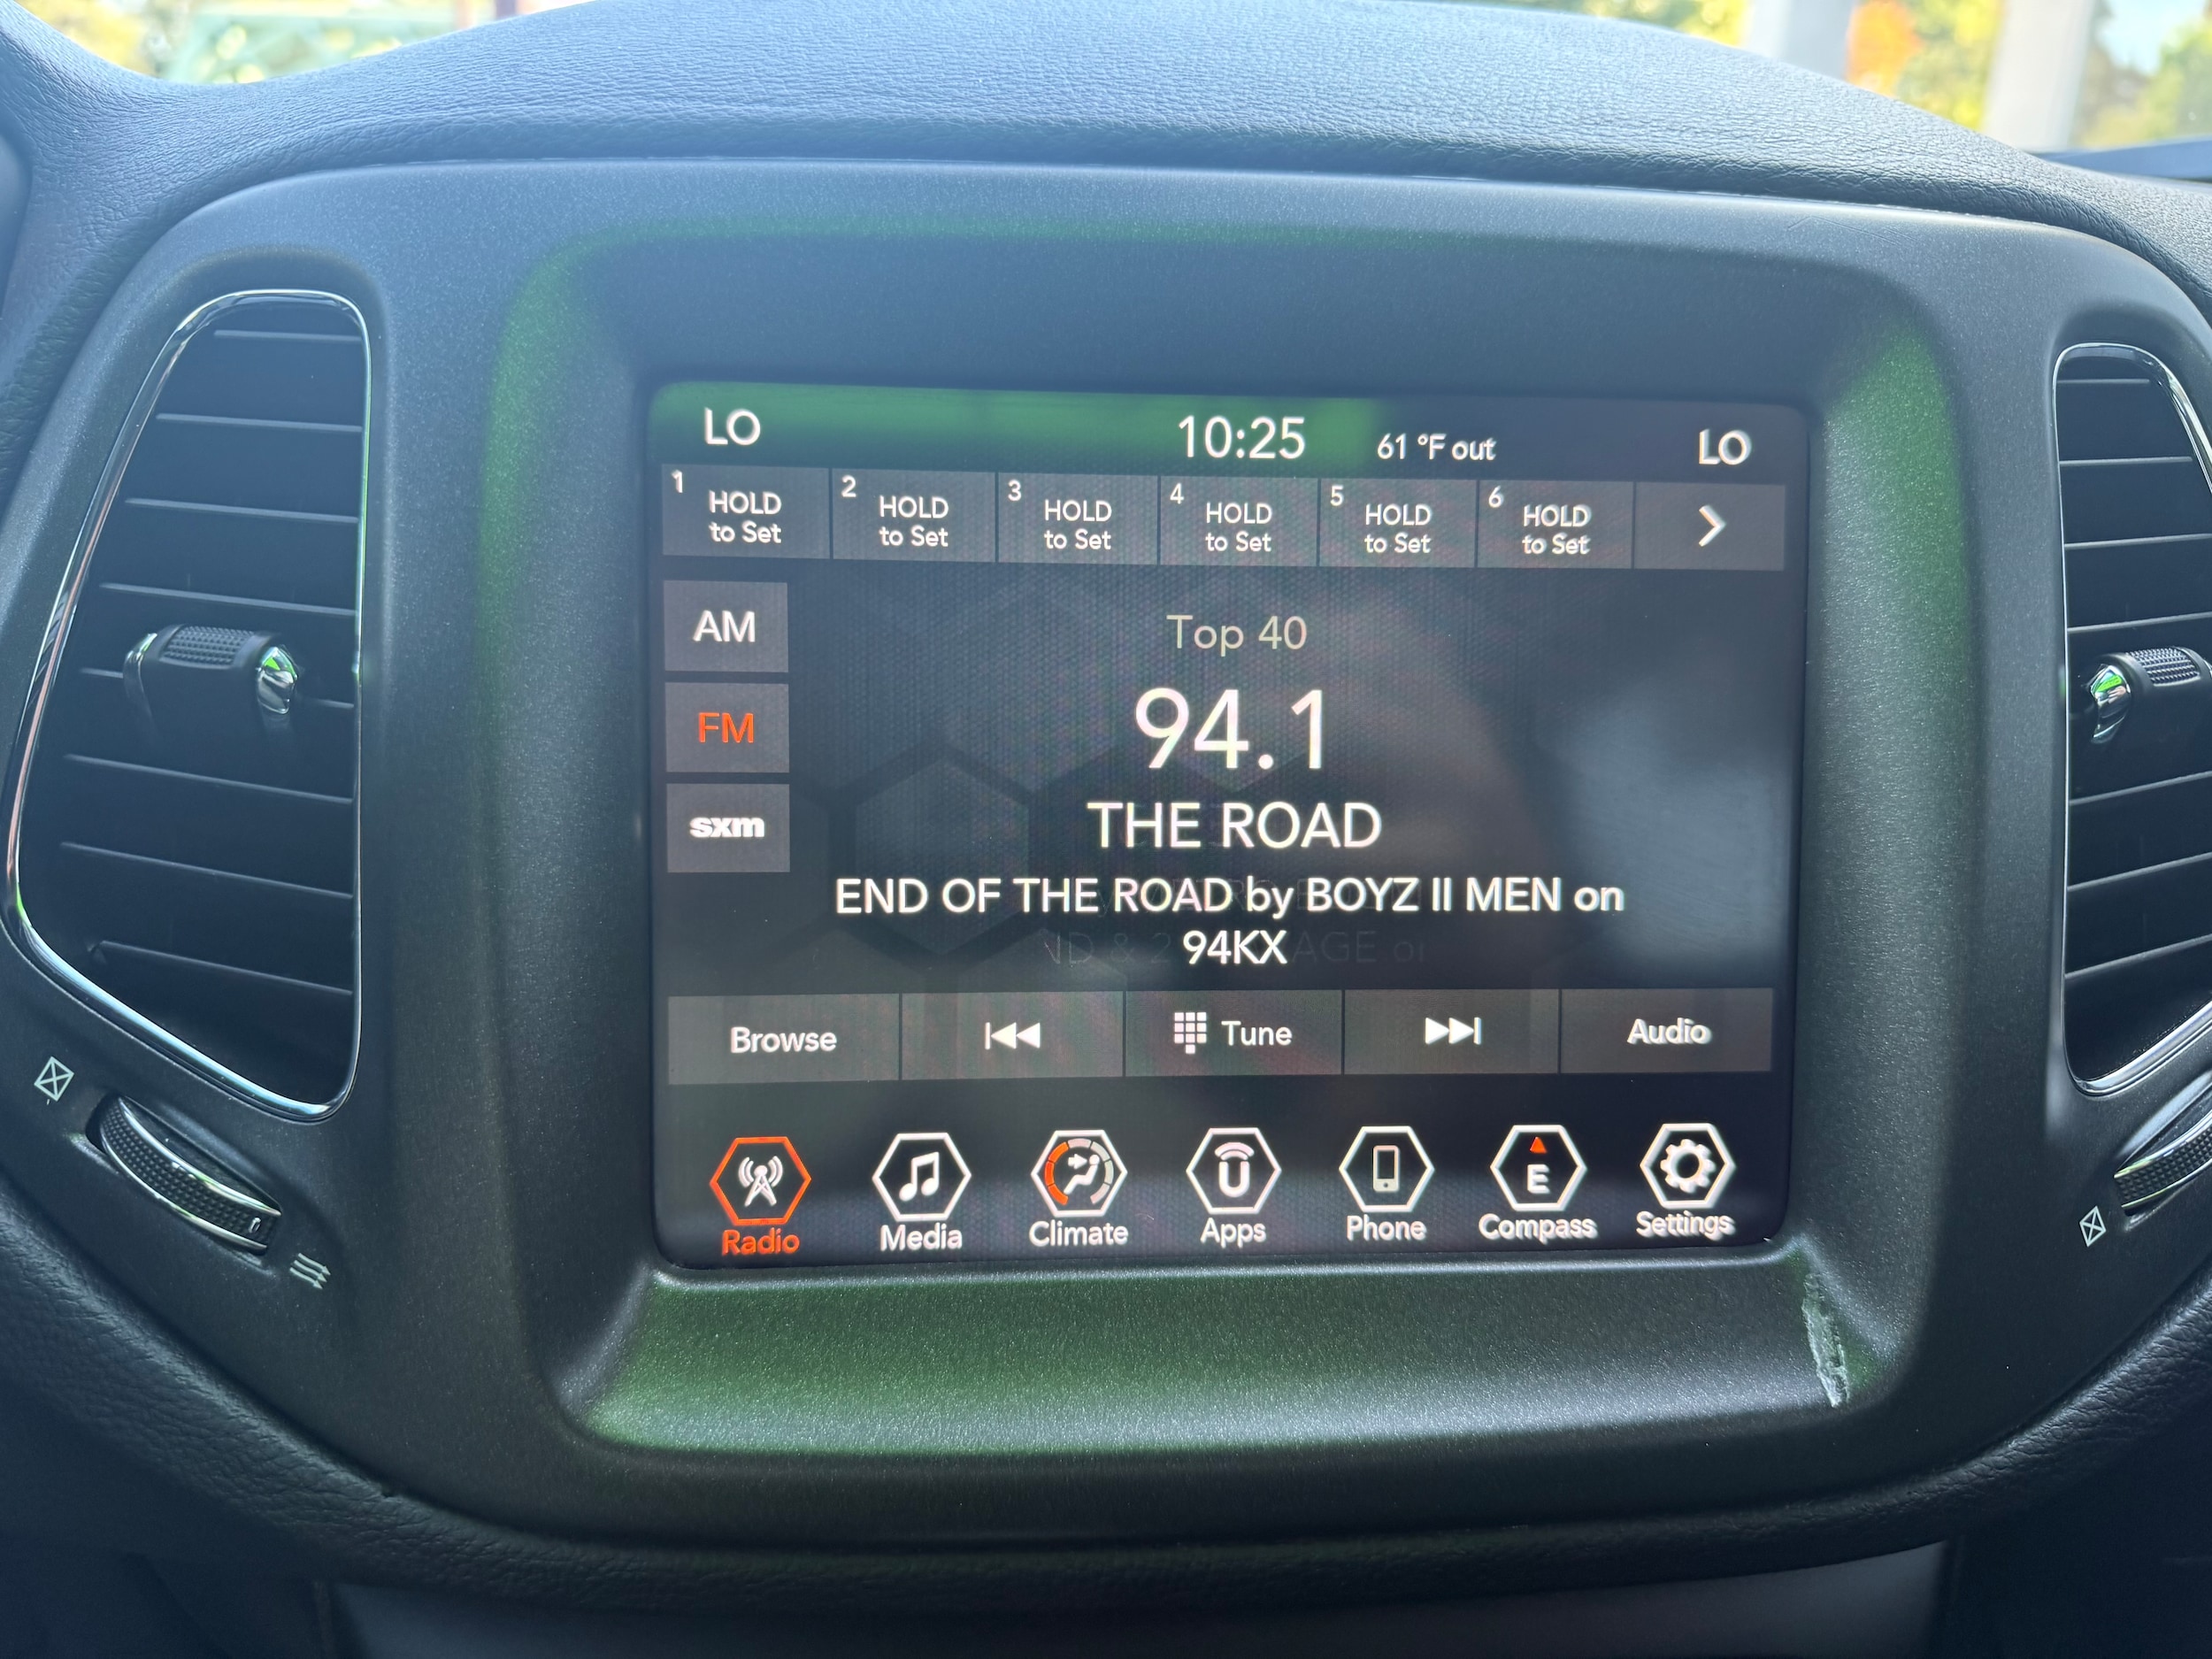 LO 10:25 61 °F out LO
1 HOLD to Set
2 HOLD to Set
3 HOLD to Set
4 HOLD to Set
5 HOLD to Set
6 HOLD to Set
AM
Top 40
94.1
FM
THE ROAD
sxm
END OF THE ROAD by BOYZ II MEN on
94KX
Browse Tune Audio
U E
Radio Media Climate Apps Phone Compass Settings